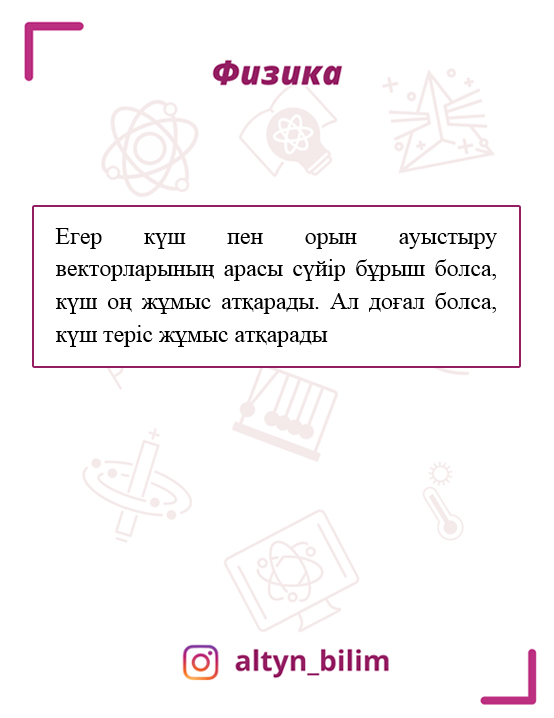 Физика
Егер күш пен орын ауыстыру
векторларының арасы сүйір бұрыш болса,
күш оң жұмыс атқарады. Ал доғал болса,
күш теріс жұмыс атқарады
altyn_bilim